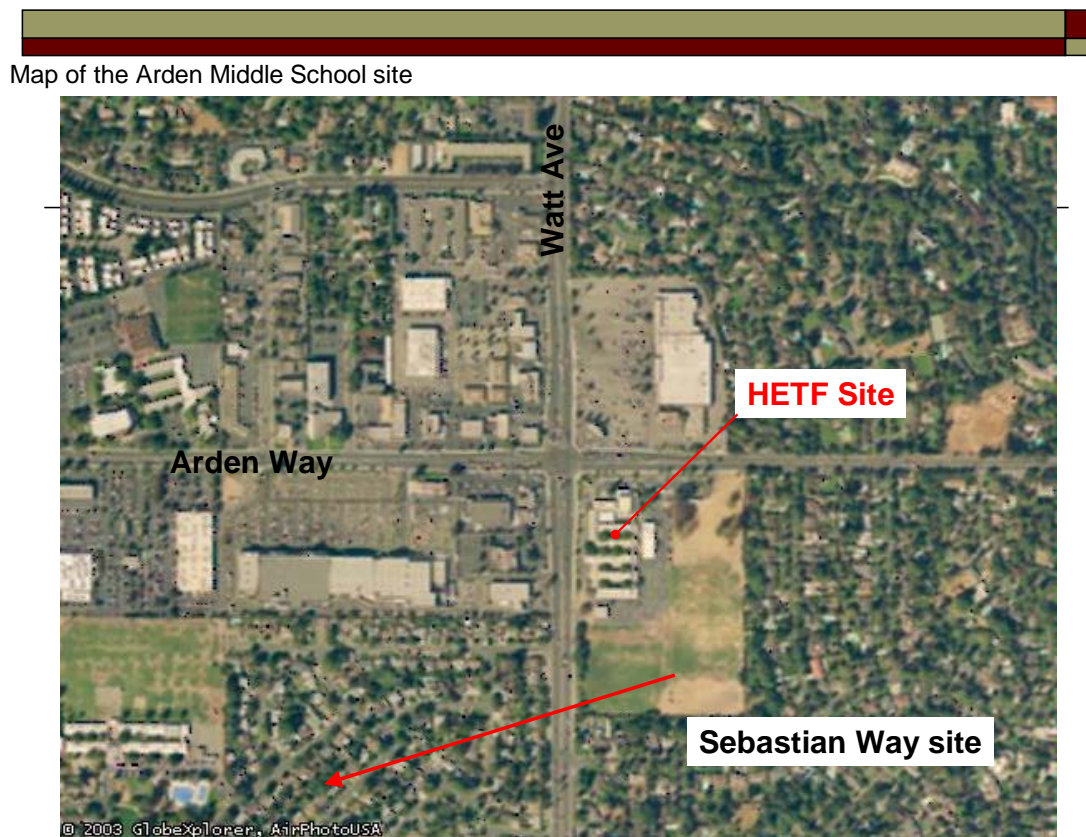 Map of the Arden Middle School site
Watt Ave
HETF Site
Arden Way
Sebastian Way site
© 2003 GlobeXplorer, AirPhotoUSA